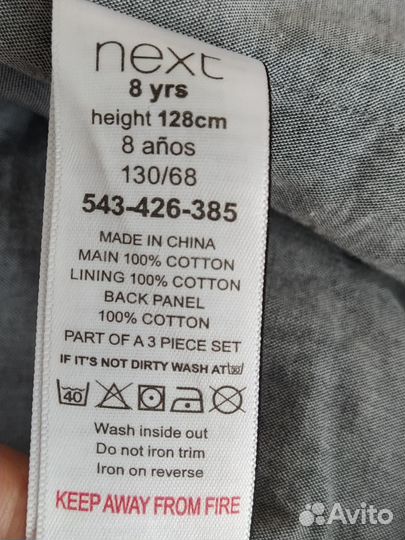 next
8 yrs
height 128cm
8 años
130/68
543-426-385
MADE IN CHINA
MAIN 100% COTTON
LINING 100% COTTON
BACK PANEL
100% COTTON
PART OF A 3 PIECE SET
IF IT'S NOT DIRTY WASH AT 30
40
Wash inside out
Do not iron trim
Iron on reverse
KEEP AWAY FROM FIRE
Avito